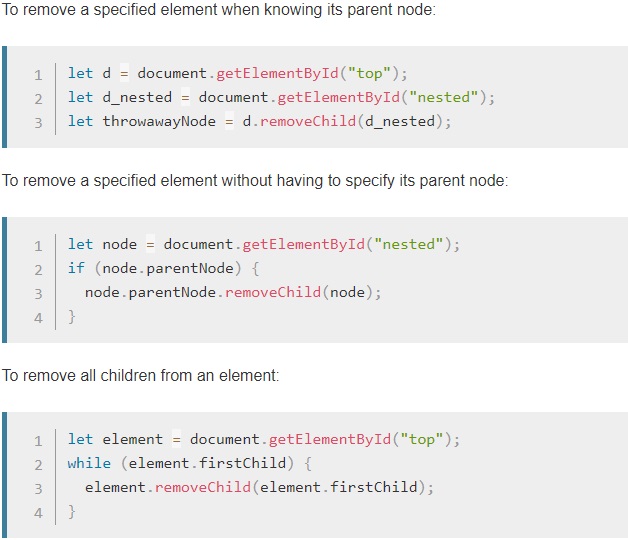 To remove a specified element when knowing its parent node:
1 let d = document.getElementById("top");
2 let d_nested = document.getElementById("nested");
3 let throwawayNode = d.removeChild(d_nested);
To remove a specified element without having to specify its parent node:
1 let node = document.getElementById("nested");
2 if (node.parentNode) {
3   node.parentNode.removeChild(node);
4 }
To remove all children from an element:
1 let element = document.getElementById("top");
2 while (element.firstChild) {
3   element.removeChild(element.firstChild);
4 }